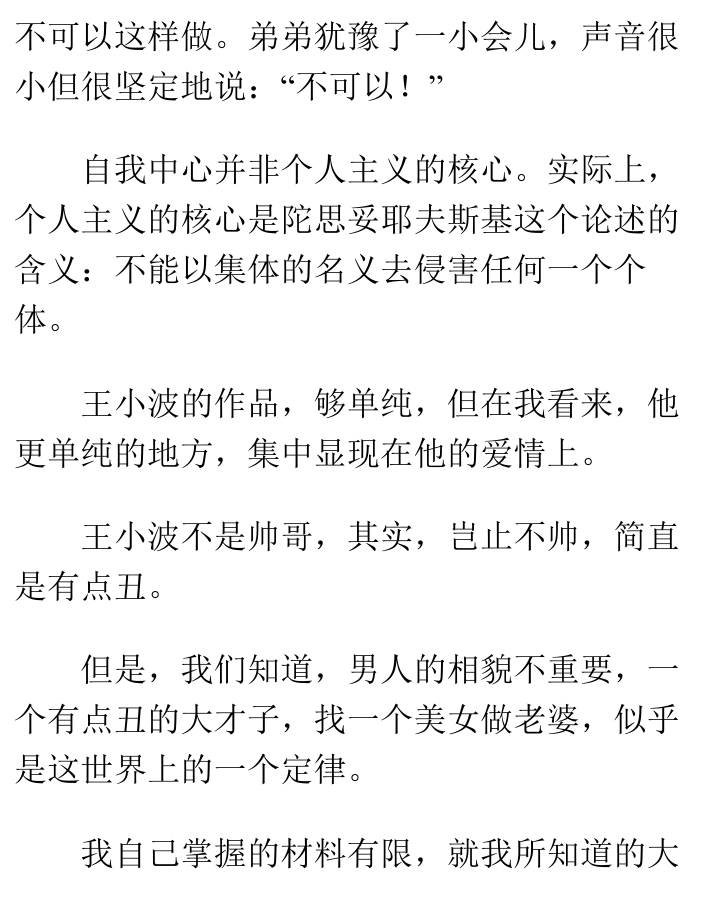 不可以这样做。弟弟犹豫了一小会儿，声音很
小但很坚定地说：“不可以！”
自我中心并非个人主义的核心。实际上，
个人主义的核心是陀思妥耶夫斯基这个论述的
含义：不能以集体的名义去侵害任何一个个
体。
王小波的作品，够单纯，但在我看来，他
更单纯的地方，集中显现在他的爱情上。
王小波不是帅哥，其实，岂止不帅，简直
是有点丑。
但是，我们知道，男人的相貌不重要，一
个有点丑的大才子，找一个美女做老婆，似乎
是这世界上的一个定律。
我自己掌握的材料有限，就我所知道的大